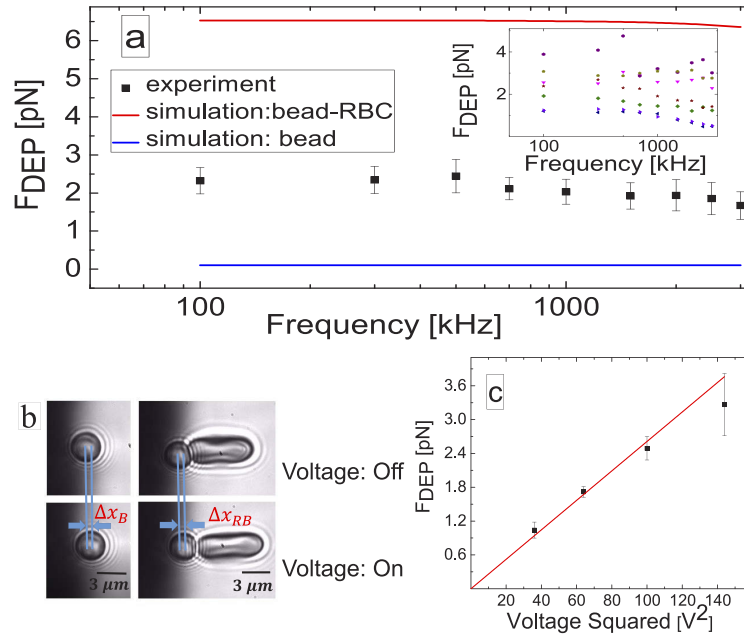 a
F_DEP [pN]
6
5
4
3
2
1
0
experiment
simulation:bead-RBC
simulation: bead
100
1000
Frequency [kHz]
F_DEP [pN]
4
2
100
1000
Frequency [kHz]
b
Voltage: Off
Δx_B
Δx_RB
Voltage: On
3 μm
3 μm
c
F_DEP [pN]
3.6
3.0
2.4
1.8
1.2
0.6
20 40 60 80 100 120 140
Voltage Squared [V²]